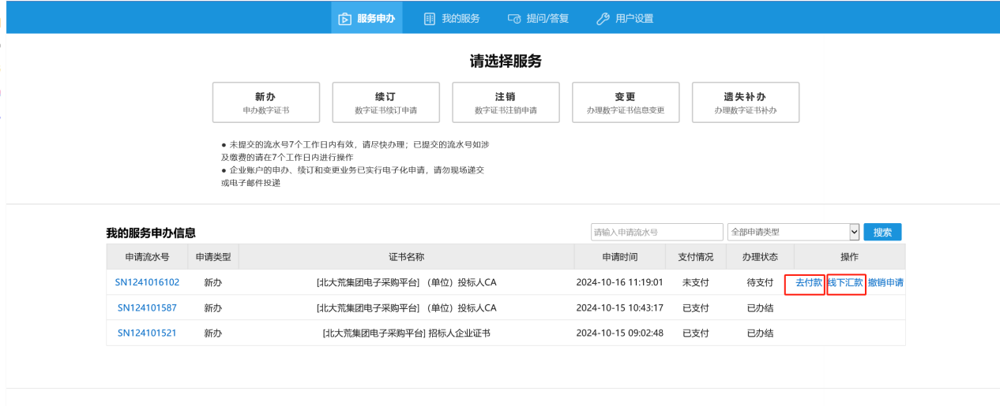 服务申办 我的服务 提问/答复 用户设置
请选择服务
新办 续订 注销 变更 遗失补办
申办数字证书 数字证书续订申请 数字证书注销申请 办理数字证书信息变更 办理数字证书补办
● 未提交的流水号7个工作日内有效，请尽快办理；已提交的流水号如涉
及缴费的请在7个工作日内进行操作
● 企业账户的申办、续订和变更业务已实行电子化申请，请勿现场递交
或电子邮件投递
我的服务申办信息 请输入申请流水号 全部申请类型 搜索
申请流水号 申请类型 证书名称 申请时间 支付情况 办理状态 操作
SN1241016102 新办 [北大荒集团电子采购平台] （单位）投标人CA 2024-10-16 11:19:01 未支付 待支付 去付款 线下汇款 撤销申请
SN124101587 新办 [北大荒集团电子采购平台] （单位）投标人CA 2024-10-15 10:43:17 已支付 已办结
SN124101521 新办 [北大荒集团电子采购平台] 招标人企业证书 2024-10-15 09:02:48 已支付 已办结